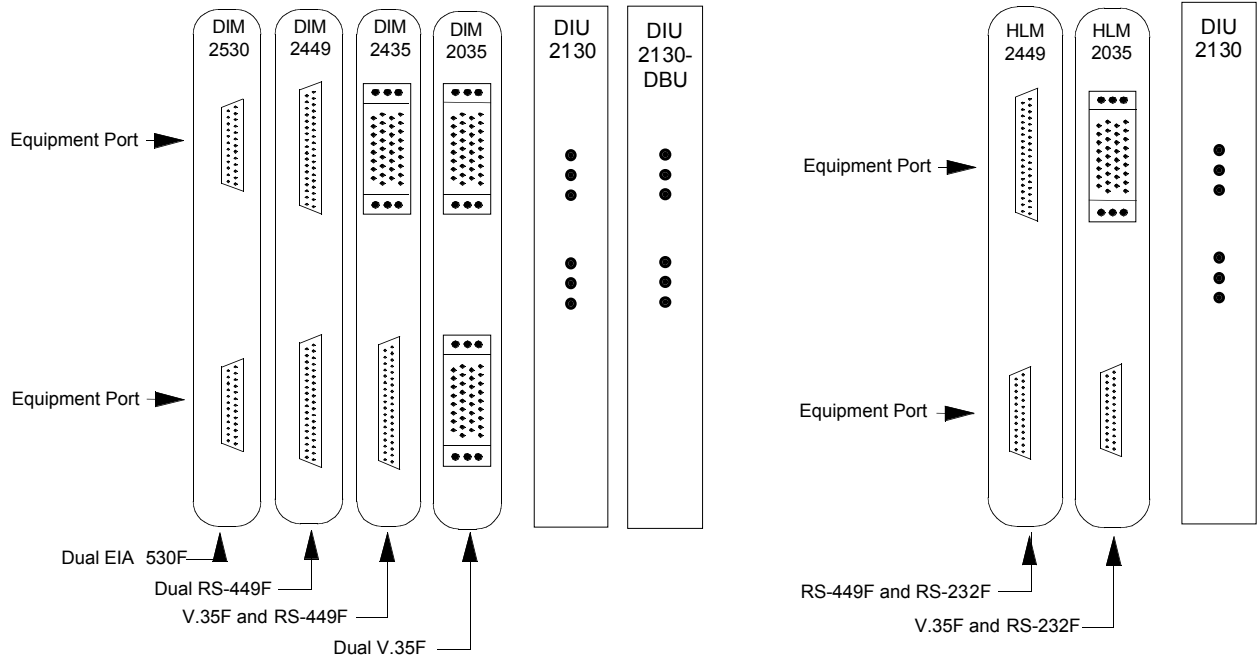 DIM
2530
DIM
2449
DIM
2435
DIM
2035
DIU
2130
DIU
2130-
DBU
HLM
2449
HLM
2035
DIU
2130
Equipment Port
Equipment Port
Equipment Port
Equipment Port
Dual EIA 530F
Dual RS-449F
V.35F and RS-449F
Dual V.35F
RS-449F and RS-232F
V.35F and RS-232F